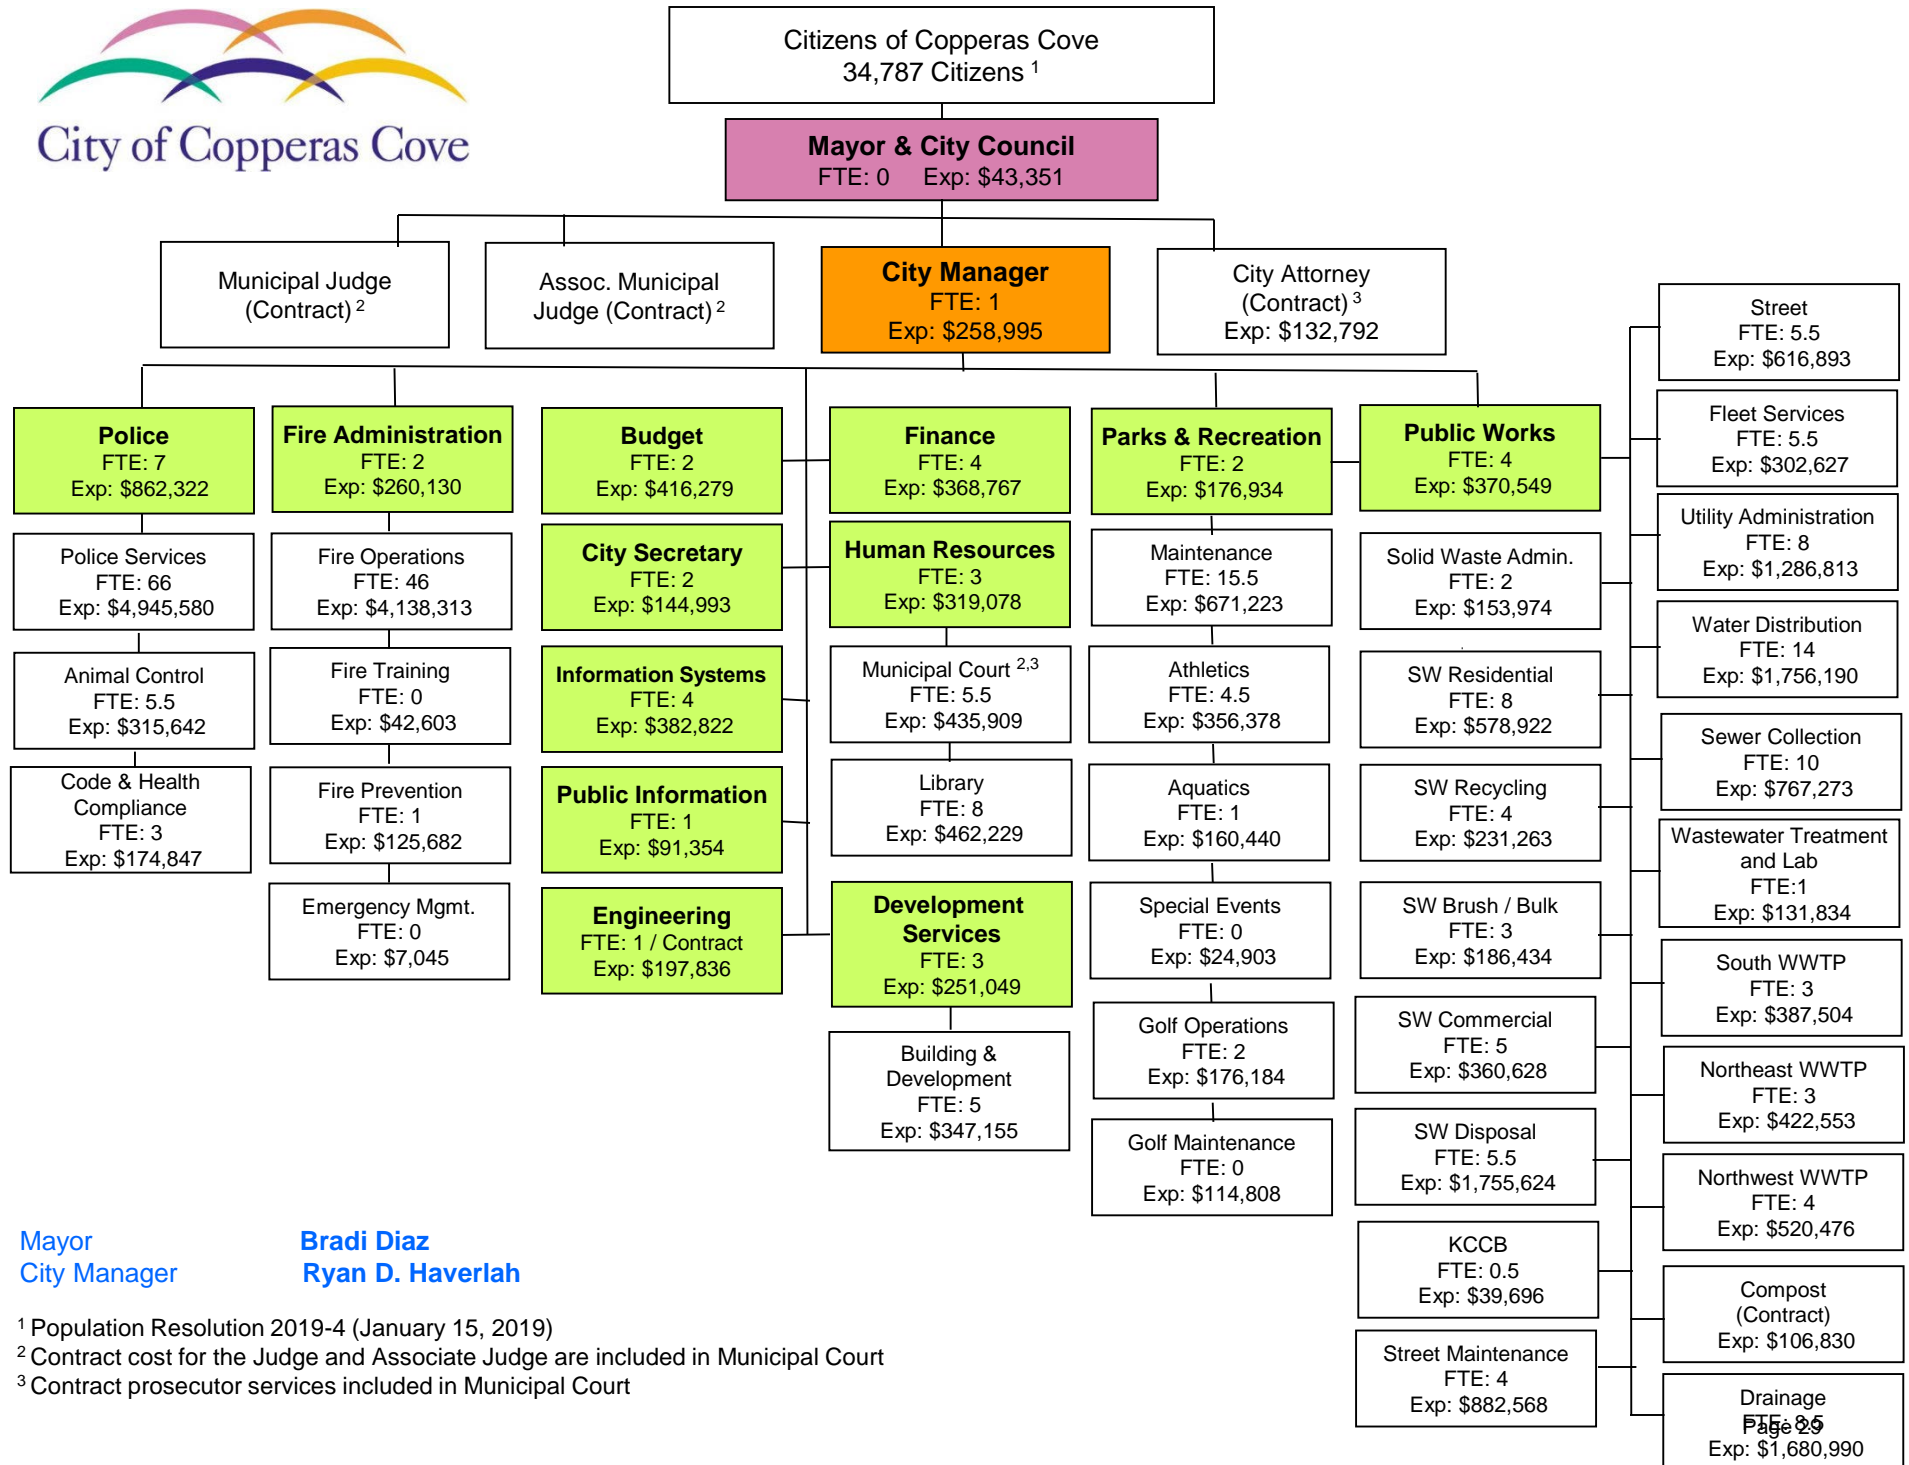 City of Copperas Cove
Citizens of Copperas Cove
34,787 Citizens 1
Mayor & City Council
FTE: 0 Exp: $43,351
Municipal Judge
(Contract) 2
Assoc. Municipal
Judge (Contract) 2
City Manager
FTE: 1
Exp: $258,995
City Attorney
(Contract) 3
Exp: $132,792
Police
FTE: 7
Exp: $862,322
Police Services
FTE: 66
Exp: $4,945,580
Animal Control
FTE: 5.5
Exp: $315,642
Code & Health
Compliance
FTE: 3
Exp: $174,847
Fire Administration
FTE: 2
Exp: $260,130
Fire Operations
FTE: 46
Exp: $4,138,313
Fire Training
FTE: 0
Exp: $42,603
Fire Prevention
FTE: 1
Exp: $125,682
Emergency Mgmt.
FTE: 0
Exp: $7,045
Budget
FTE: 2
Exp: $416,279
City Secretary
FTE: 2
Exp: $144,993
Information Systems
FTE: 4
Exp: $382,822
Public Information
FTE: 1
Exp: $91,354
Engineering
FTE: 1 / Contract
Exp: $197,836
Finance
FTE: 4
Exp: $368,767
Human Resources
FTE: 3
Exp: $319,078
Municipal Court 2,3
FTE: 5.5
Exp: $435,909
Library
FTE: 8
Exp: $462,229
Development
Services
FTE: 3
Exp: $251,049
Building &
Development
FTE: 5
Exp: $347,155
Parks & Recreation
FTE: 2
Exp: $176,934
Maintenance
FTE: 15.5
Exp: $671,223
Athletics
FTE: 4.5
Exp: $356,378
Aquatics
FTE: 1
Exp: $160,440
Special Events
FTE: 0
Exp: $24,903
Golf Operations
FTE: 2
Exp: $176,184
Golf Maintenance
FTE: 0
Exp: $114,808
Public Works
FTE: 4
Exp: $370,549
Solid Waste Admin.
FTE: 2
Exp: $153,974
SW Residential
FTE: 8
Exp: $578,922
SW Recycling
FTE: 4
Exp: $231,263
SW Brush / Bulk
FTE: 3
Exp: $186,434
SW Commercial
FTE: 5
Exp: $360,628
SW Disposal
FTE: 5.5
Exp: $1,755,624
KCCB
FTE: 0.5
Exp: $39,696
Street Maintenance
FTE: 4
Exp: $882,568
Street
FTE: 5.5
Exp: $616,893
Fleet Services
FTE: 5.5
Exp: $302,627
Utility Administration
FTE: 8
Exp: $1,286,813
Water Distribution
FTE: 14
Exp: $1,756,190
Sewer Collection
FTE: 10
Exp: $767,273
Wastewater Treatment
and Lab
FTE:1
Exp: $131,834
South WWTP
FTE: 3
Exp: $387,504
Northeast WWTP
FTE: 3
Exp: $422,553
Northwest WWTP
FTE: 4
Exp: $520,476
Compost
(Contract)
Exp: $106,830
Drainage
FTE: 8.5
Page 29
Exp: $1,680,990
Mayor Bradi Diaz
City Manager Ryan D. Haverlah
1 Population Resolution 2019-4 (January 15, 2019)
2 Contract cost for the Judge and Associate Judge are included in Municipal Court
3 Contract prosecutor services included in Municipal Court